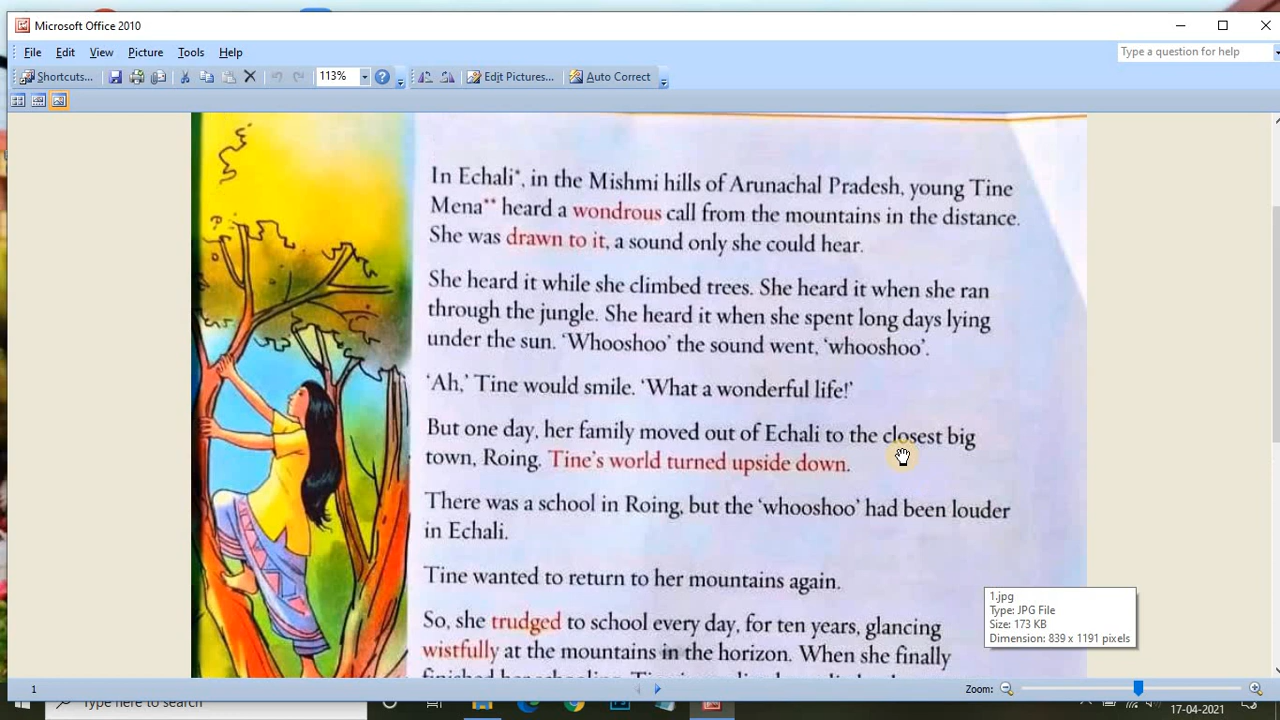 Microsoft Office 2010
File Edit View Picture Tools Help
Type a question for help
Shortcuts... 113% Edit Pictures... Auto Correct
In Echali*, in the Mishmi hills of Arunachal Pradesh, young Tine
Mena** heard a wondrous call from the mountains in the distance.
She was drawn to it, a sound only she could hear.
She heard it while she climbed trees. She heard it when she ran
through the jungle. She heard it when she spent long days lying
under the sun. ‘Whooshoo’ the sound went, ‘whooshoo’.
‘Ah,’ Tine would smile. ‘What a wonderful life!’
But one day, her family moved out of Echali to the closest big
town, Roing. Tine’s world turned upside down.
There was a school in Roing, but the ‘whooshoo’ had been louder
in Echali.
Tine wanted to return to her mountains again.
So, she trudged to school every day, for ten years, glancing
wistfully at the mountains in the horizon. When she finally
1.jpg
Type: JPG File
Size: 173 KB
Dimension: 839 x 1191 pixels
1
Zoom:
Type here to search
17-04-2021